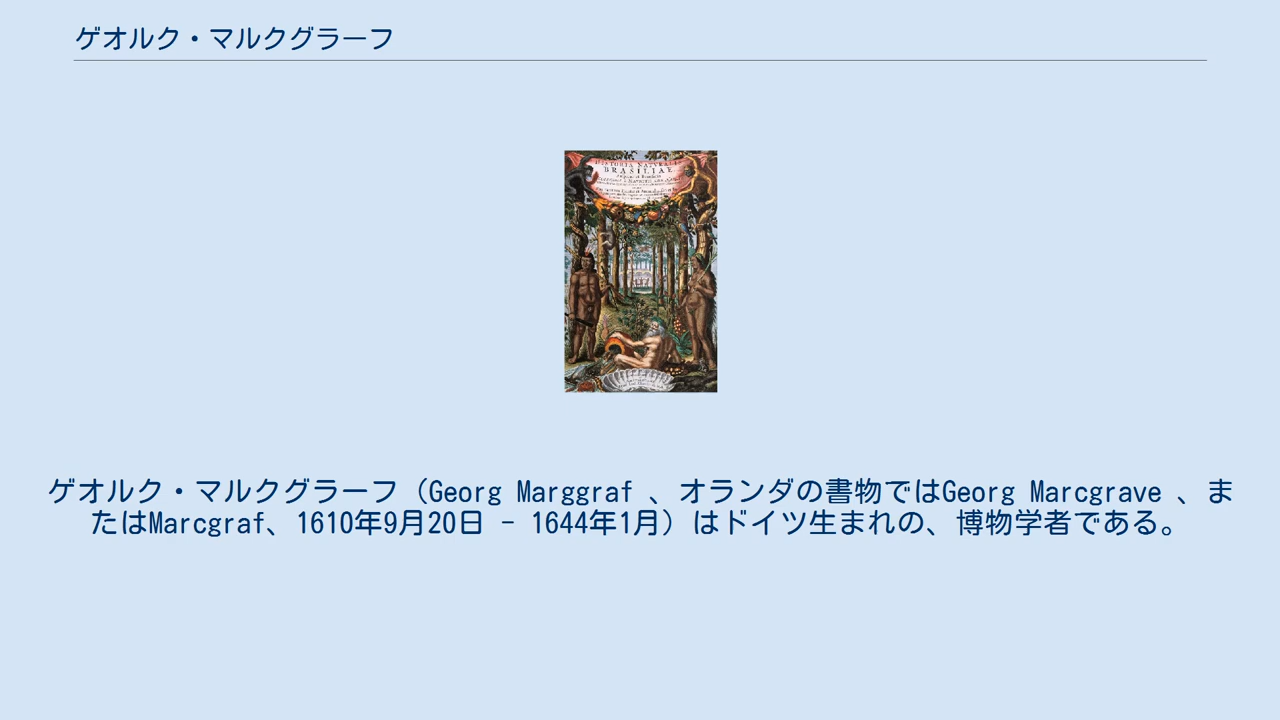 ゲオルク・マルクグラーフ
BRASILIAE
ゲオルク・マルクグラーフ（Georg Marggraf 、オランダの書物ではGeorg Marcgrave 、ま
たはMarcgraf、1610年9月20日 - 1644年1月）はドイツ生まれの、博物学者である。